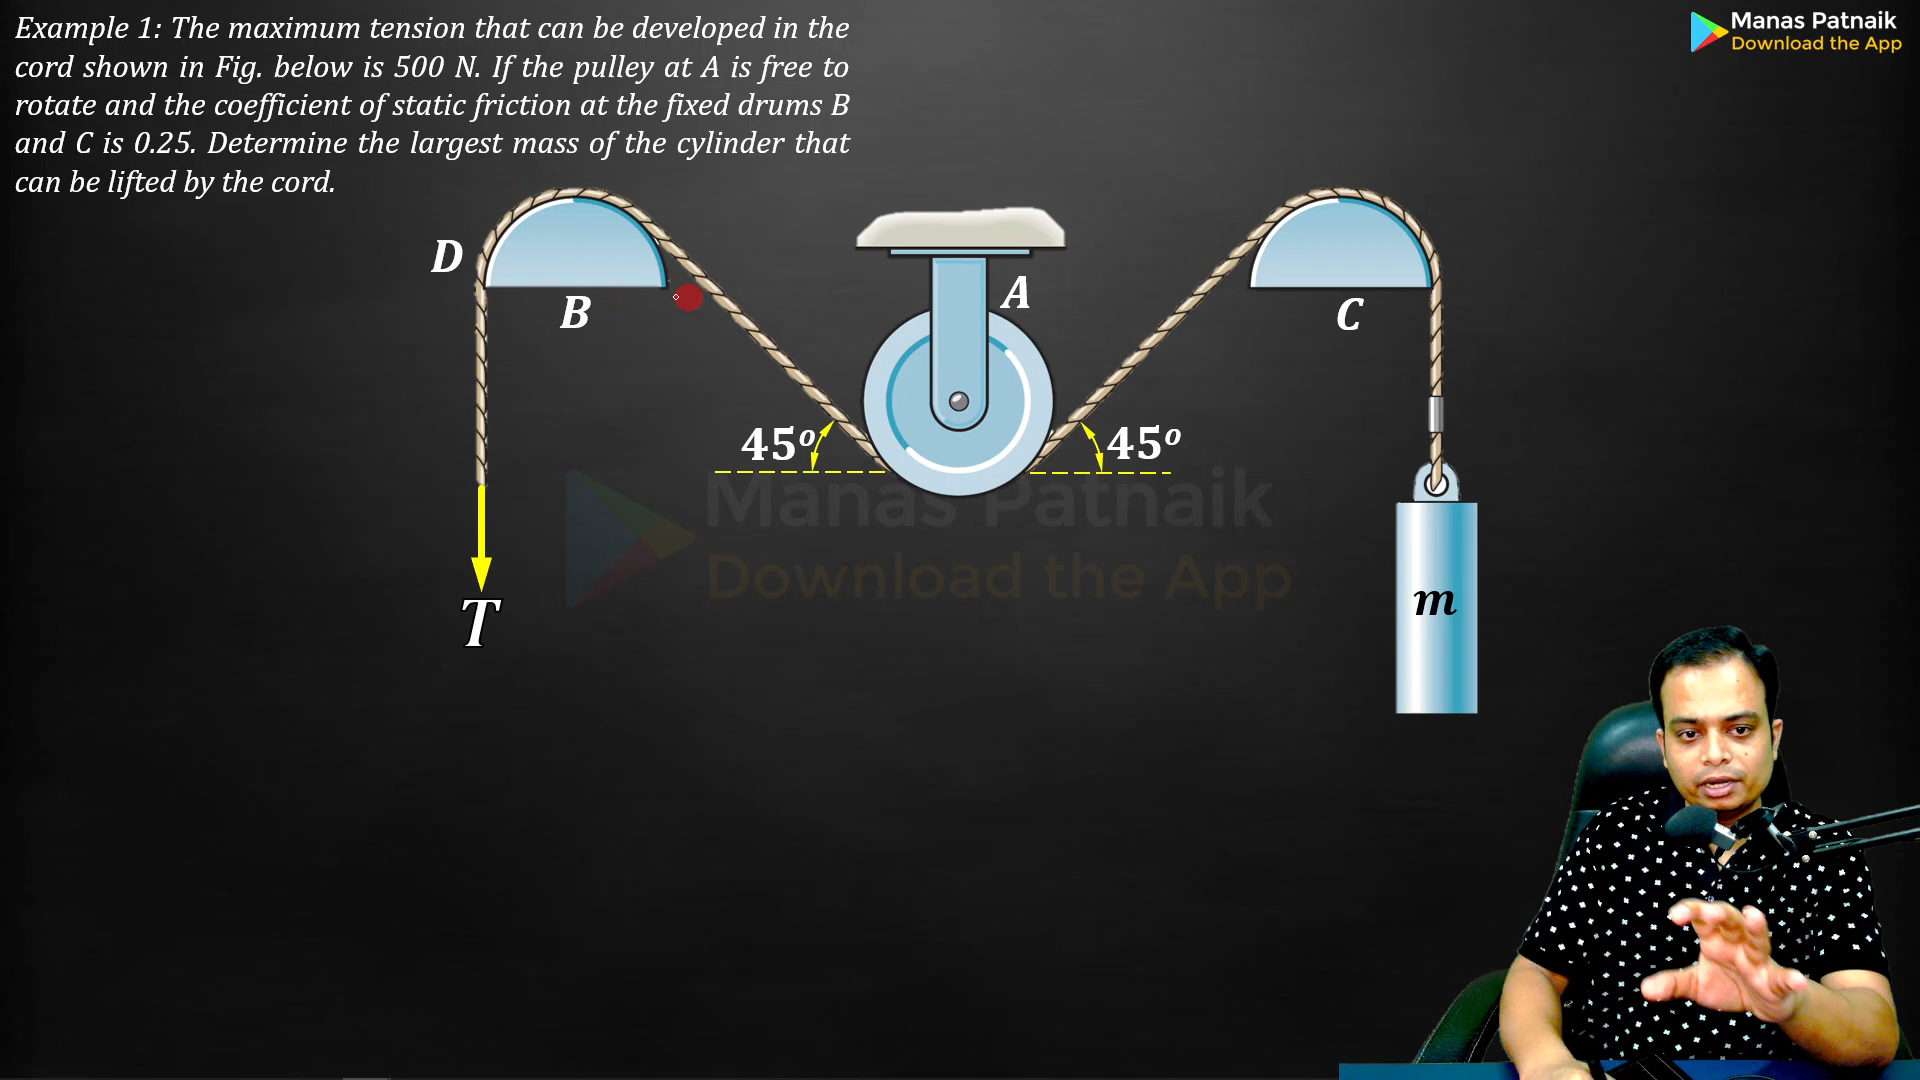 Example 1: The maximum tension that can be developed in the
cord shown in Fig. below is 500 N. If the pulley at A is free to
rotate and the coefficient of static friction at the fixed drums B
and C is 0.25. Determine the largest mass of the cylinder that
can be lifted by the cord.
Manas Patnaik
Download the App
D
B
A
C
45°
45°
Manas Patnaik
Download the App
T
m